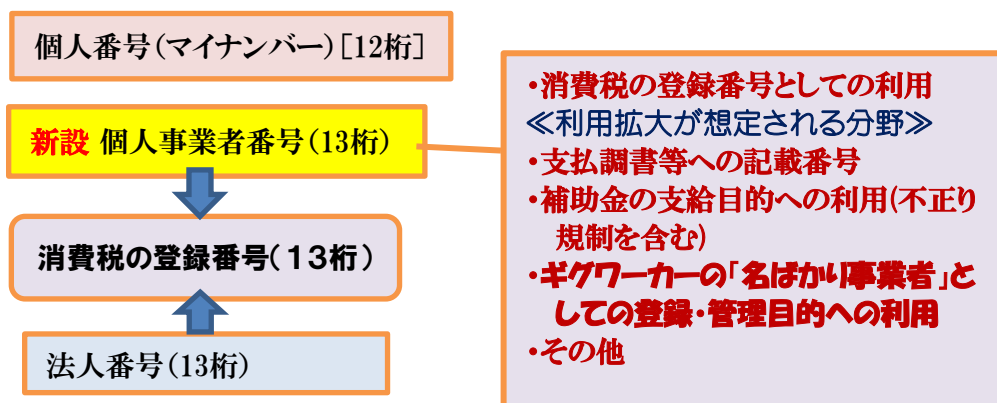 個人番号(マイナンバー)[12桁]
新設 個人事業者番号(13桁)
消費税の登録番号(13桁)
法人番号(13桁)
・消費税の登録番号としての利用
≪利用拡大が想定される分野≫
・支払調書等への記載番号
・補助金の支給目的への利用(不正り
規制を含む)
・ギグワーカーの「名ばかり事業者」と
しての登録・管理目的への利用
・その他